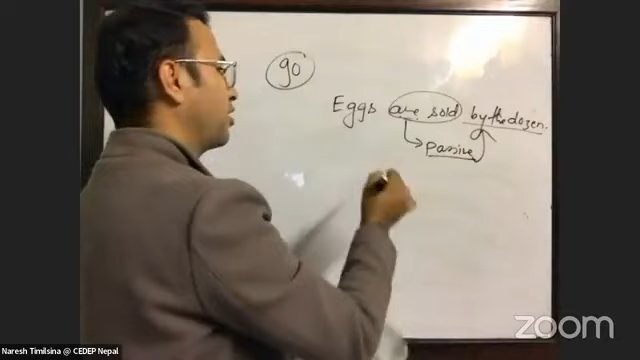 90
Eggs are sold by the dozen.
passive
zoom
Naresh Timilsina @ CEDEP Nepal